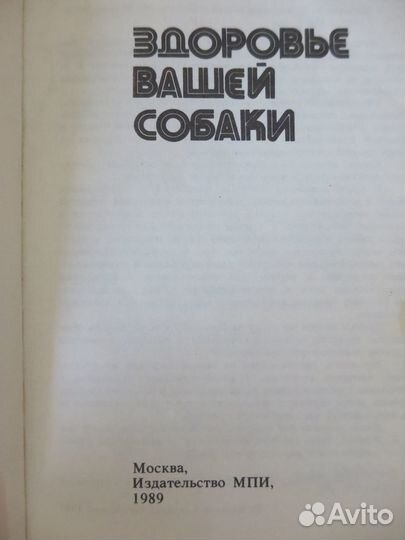 ЗДОРОВЬЕ
ВАШЕЙ
СОБАКИ
Москва,
Издательство МПИ,
1989
Avito